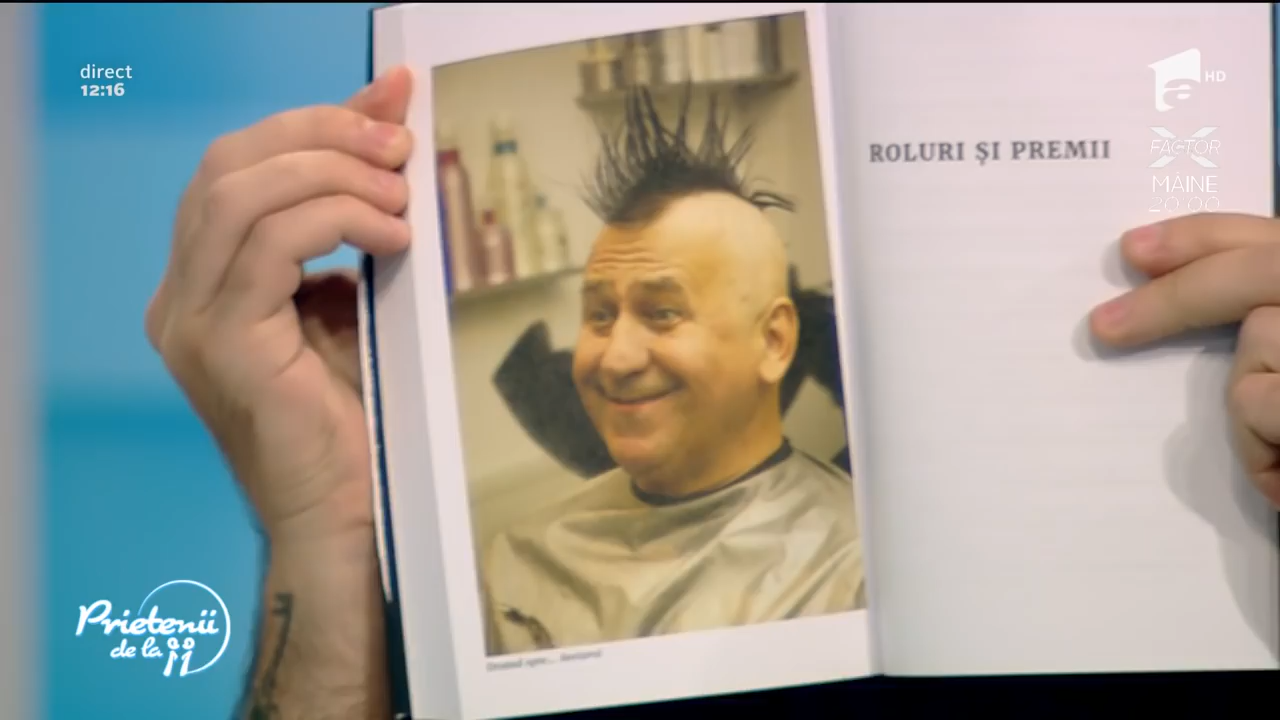 direct
12:16
HD
X
FACTOR
MÂINE
20:00
ROLURI ȘI PREMII
Prietenii
de la 11